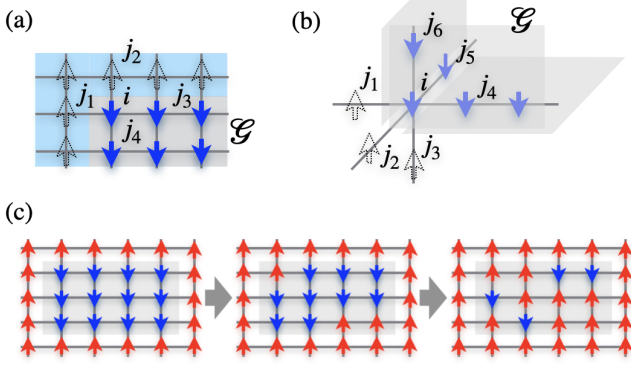 (a)
j₂
j₁ i j₃
j₄ 𝒢
(b)
𝒢
j₆
j₅
j₁ i j₄
j₂ j₃
(c)